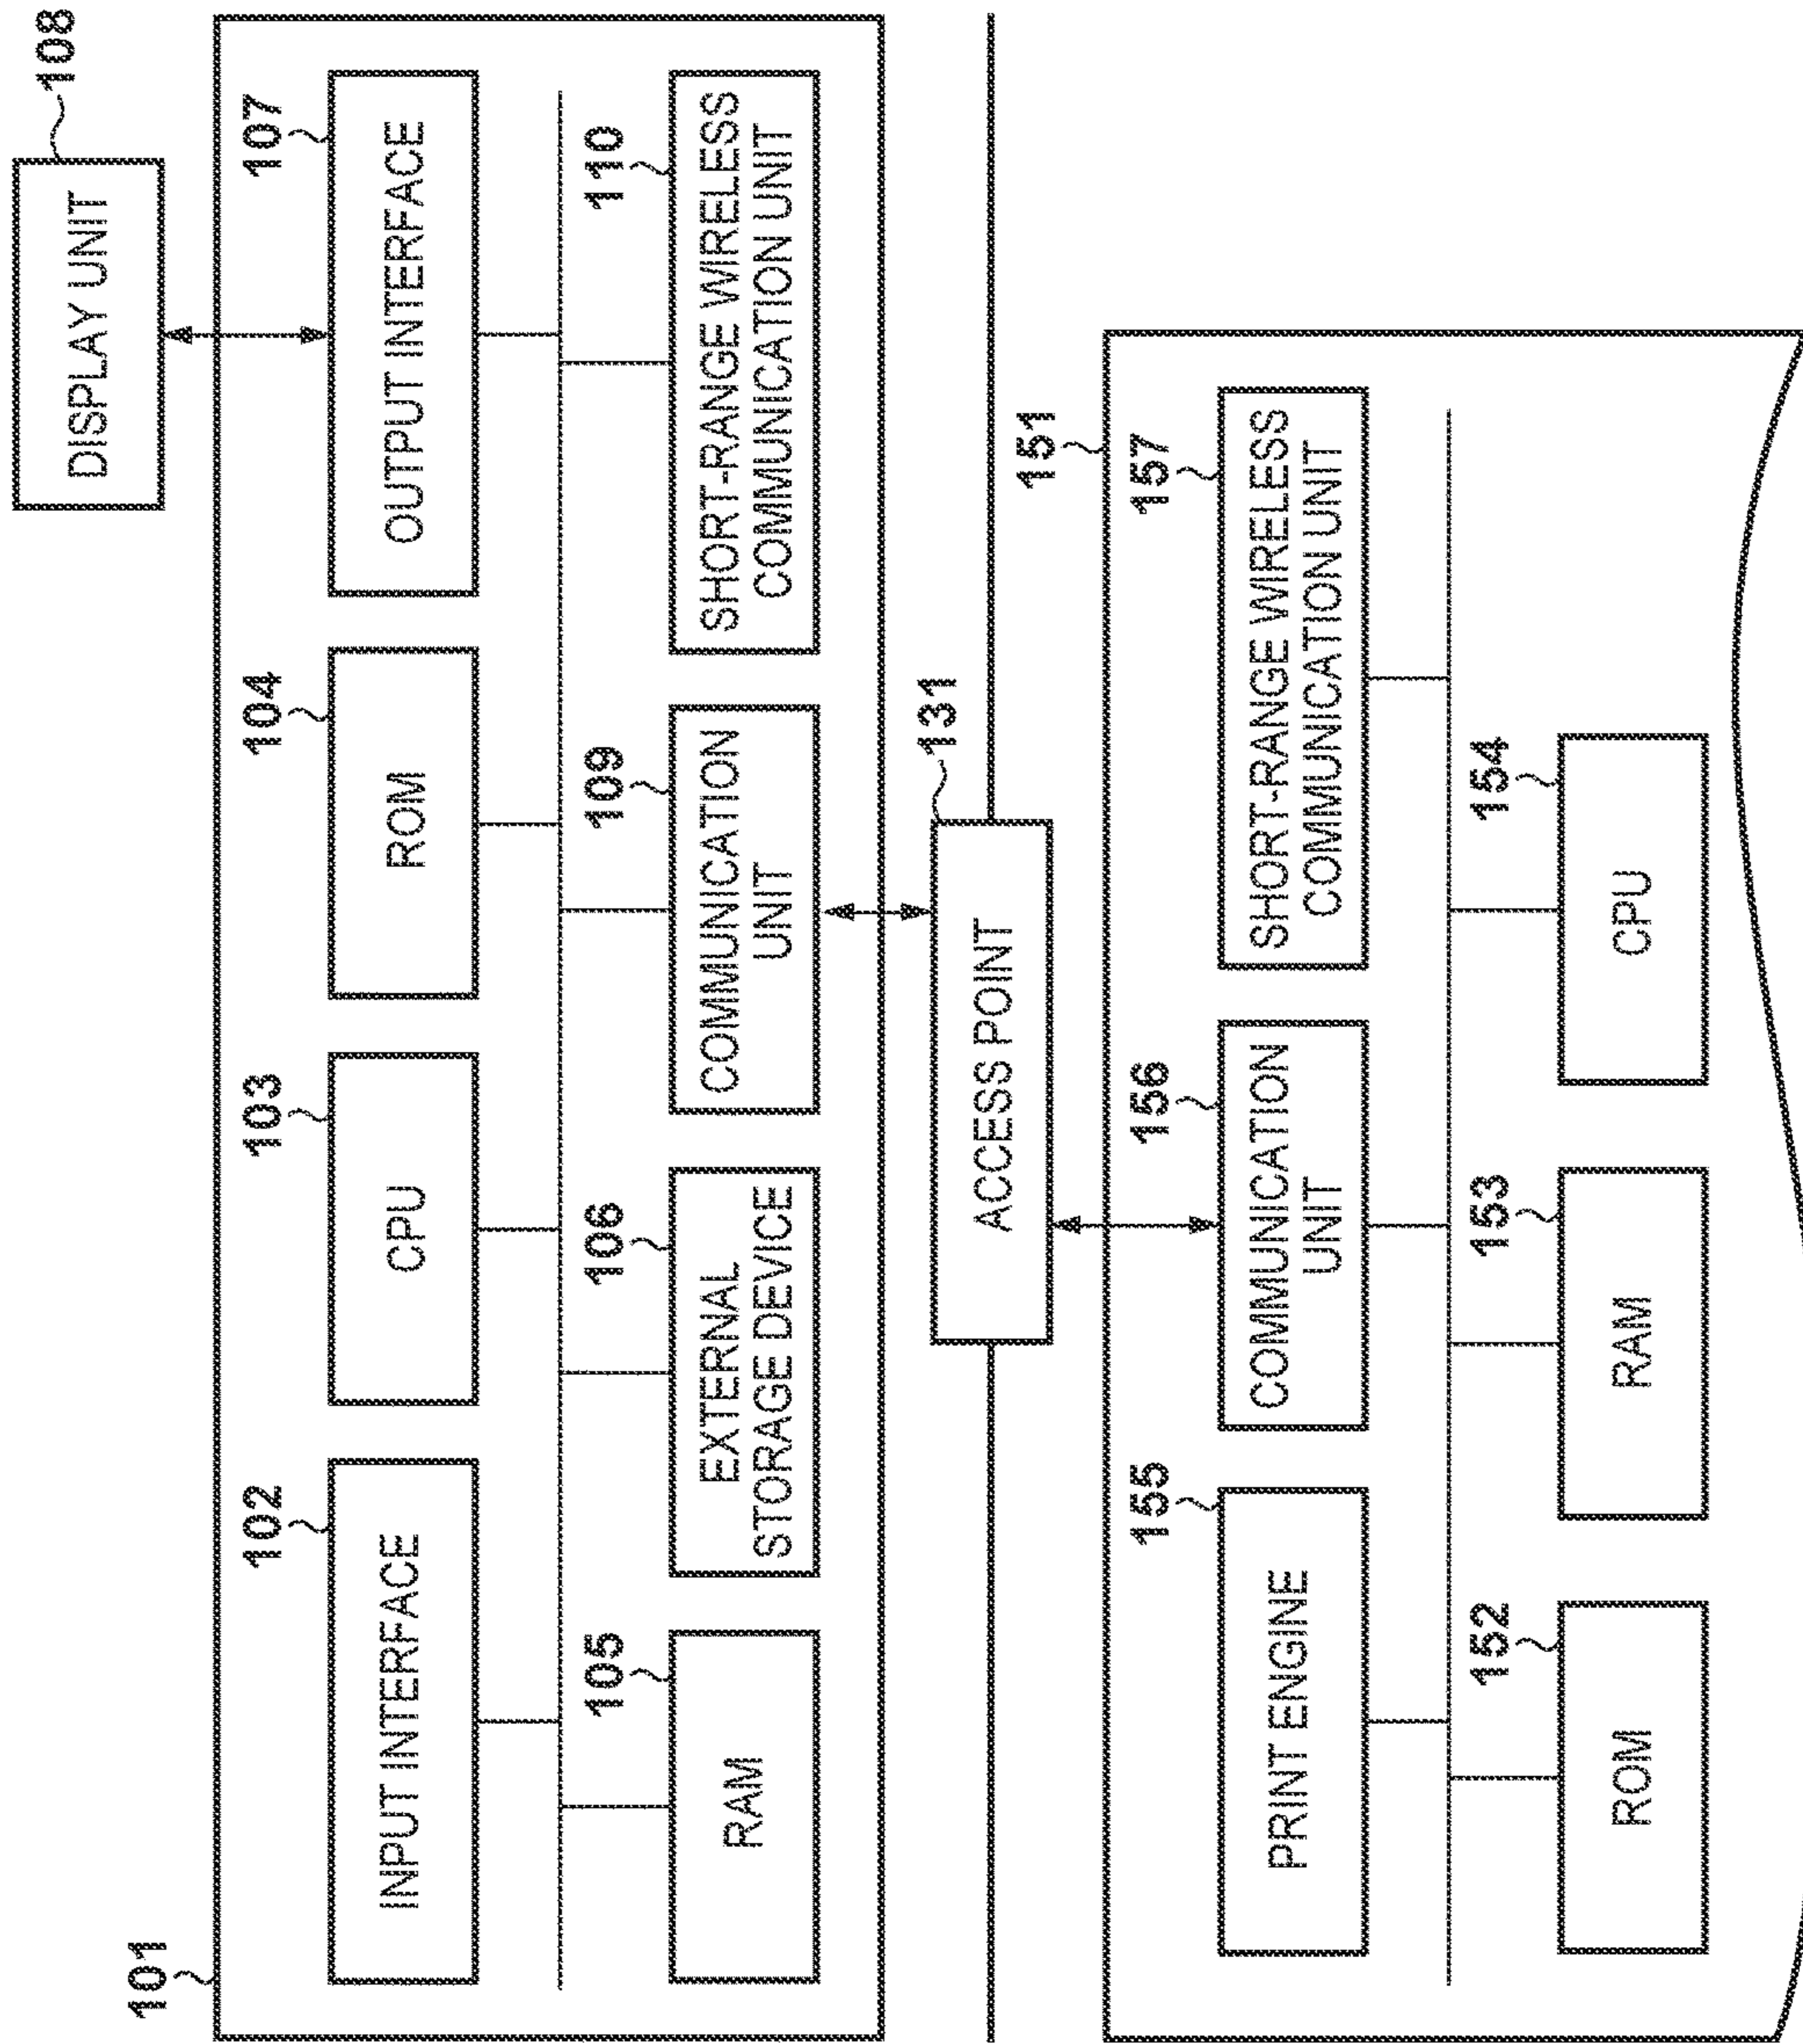 108
DISPLAY UNIT
101
102
INPUT INTERFACE
103
CPU
104
ROM
107
OUTPUT INTERFACE
105
RAM
106
EXTERNAL
STORAGE DEVICE
109
COMMUNICATION
UNIT
110
SHORT-RANGE WIRELESS
COMMUNICATION UNIT
131
ACCESS POINT
151
155
PRINT ENGINE
156
COMMUNICATION
UNIT
157
SHORT-RANGE WIRELESS
COMMUNICATION UNIT
152
ROM
153
RAM
154
CPU